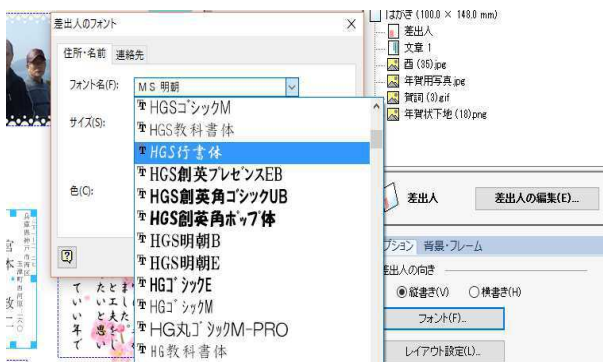 差出人のフォント
住所・名前 連絡先
フォント名(F):
MS 明朝
サイズ(S):
色(C):
HGSゴシックM
HGS教科書体
HGS行書体
HGS創英プレゼンスEB
HGS創英角ゴシックUB
HGS創英角ポップ体
HGS明朝B
HGS明朝E
HGゴシックE
HGゴシックM
HG丸ゴシックM-PRO
HG教科書体
はがき (100.0 × 148.0 mm)
差出人
文章 1
酉 (35).jpg
年賀用写真.jpg
賀詞 (3).gif
年賀状下地 (18).png
差出人
差出人の編集(E)...
プション 背景・フレーム
差出人の向き
縦書き(V) 横書き(H)
フォント(F)...
レイアウト設定(L)...